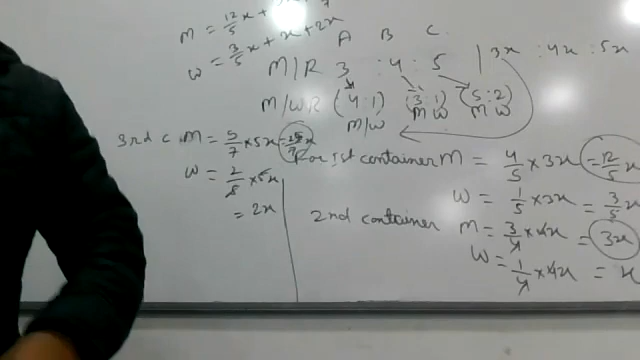 M = 12/5 x +
W = 3/5 x + x + 2x
A B C
M/R 3 : 4 : 5 | 3x : 4x : 5x
M/WR (4:1) (3:1) (5:2)
M/W M W M W
3rd c. M = 5/7 × 5x = 25/7 x
W = 2/5 × 5x
= 2x
For 1st container M = 4/5 × 3x = 12/5 x
W = 1/5 × 3x = 3/5 x
2nd container M = 3/4 × 4x = 3x
W = 1/4 × 4x = x